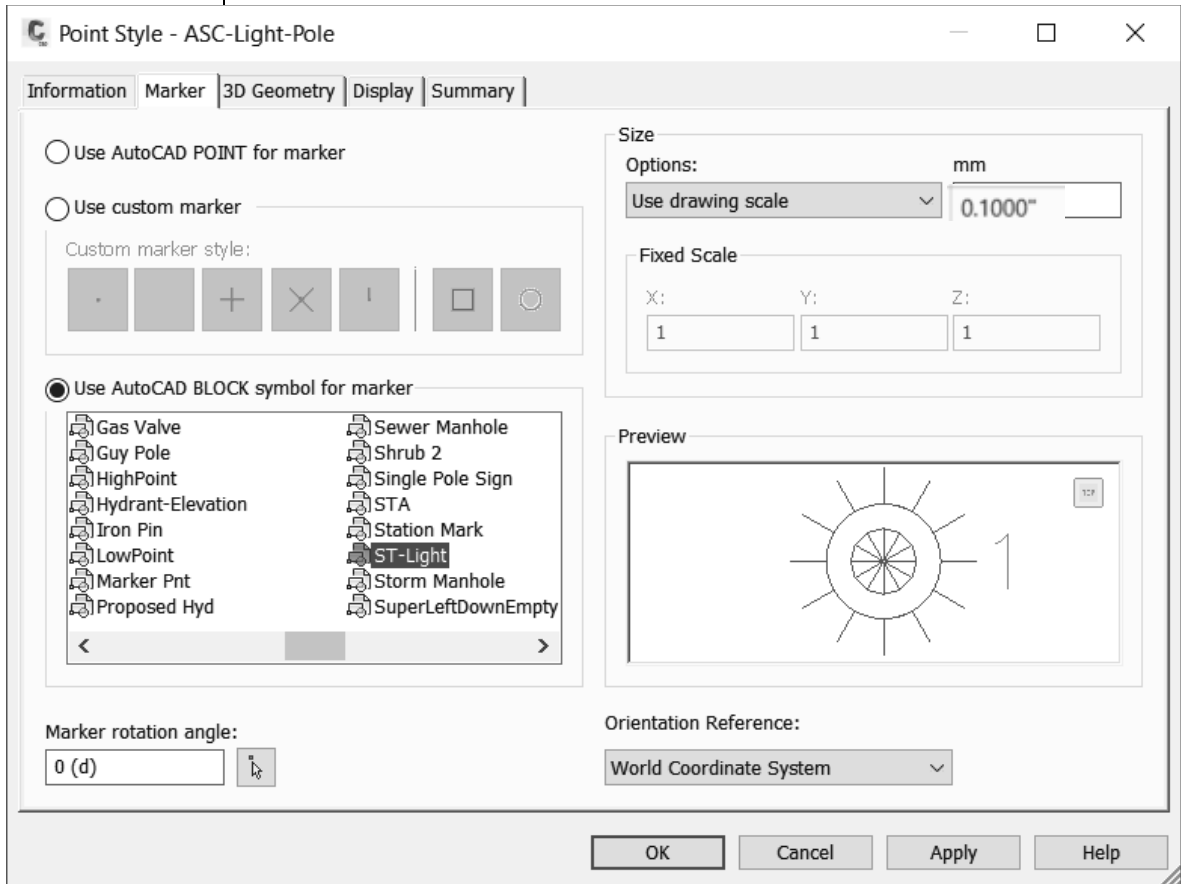 Point Style - ASC-Light-Pole
Information Marker 3D Geometry Display Summary
Use AutoCAD POINT for marker
Use custom marker
Custom marker style:
Use AutoCAD BLOCK symbol for marker
Gas Valve Sewer Manhole
Guy Pole Shrub 2
HighPoint Single Pole Sign
Hydrant-Elevation STA
Iron Pin Station Mark
LowPoint ST-Light
Marker Pnt Storm Manhole
Proposed Hyd SuperLeftDownEmpty
Marker rotation angle:
0 (d)
Size
Options: mm
Use drawing scale 0.1000"
Fixed Scale
X: Y: Z:
1 1 1
Preview
TOP
1
Orientation Reference:
World Coordinate System
OK Cancel Apply Help